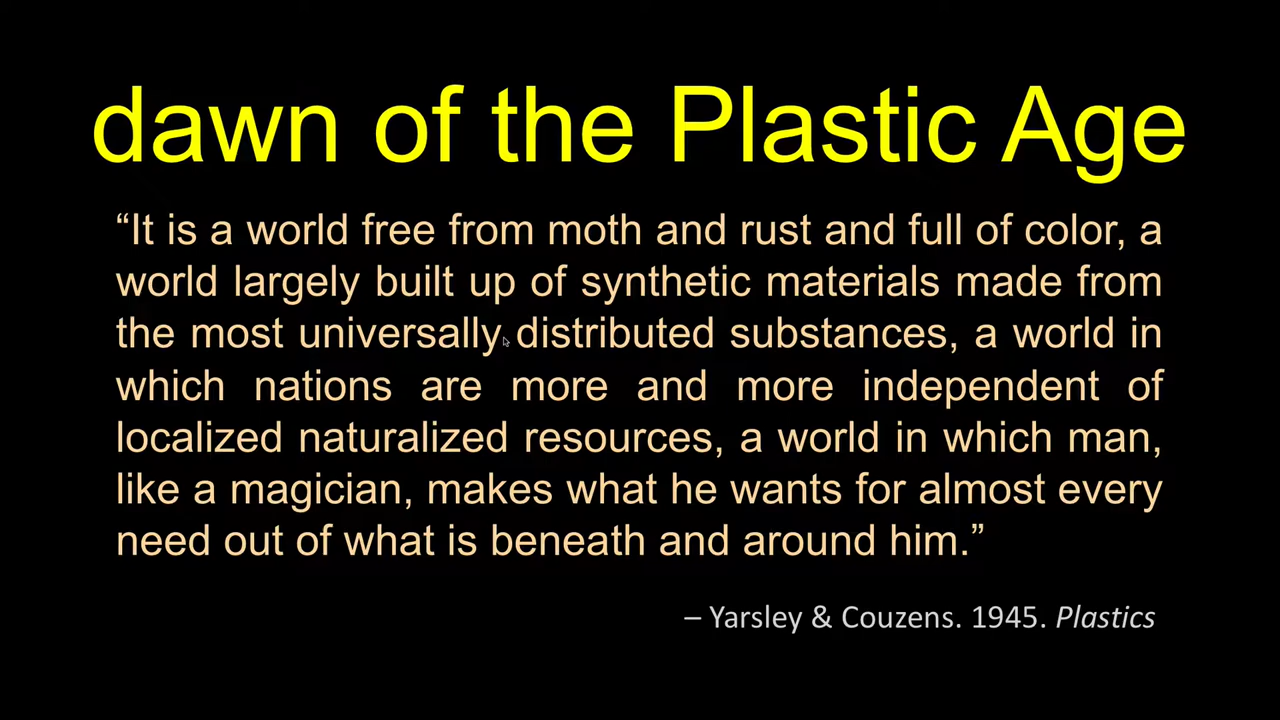 dawn of the Plastic Age
“It is a world free from moth and rust and full of color, a
world largely built up of synthetic materials made from
the most universally distributed substances, a world in
which nations are more and more independent of
localized naturalized resources, a world in which man,
like a magician, makes what he wants for almost every
need out of what is beneath and around him.”
– Yarsley & Couzens. 1945. Plastics